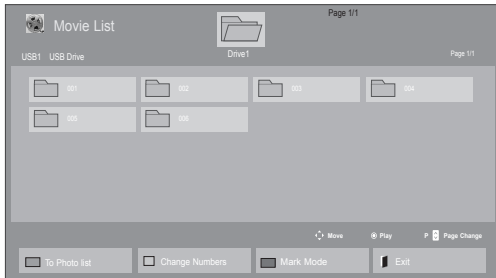 Movie List
Page 1/1
Drive1
USB1 USB Drive
Page 1/1
001 002 003 004
005 006
Move Play P Page Change
To Photo list Change Numbers Mark Mode Exit